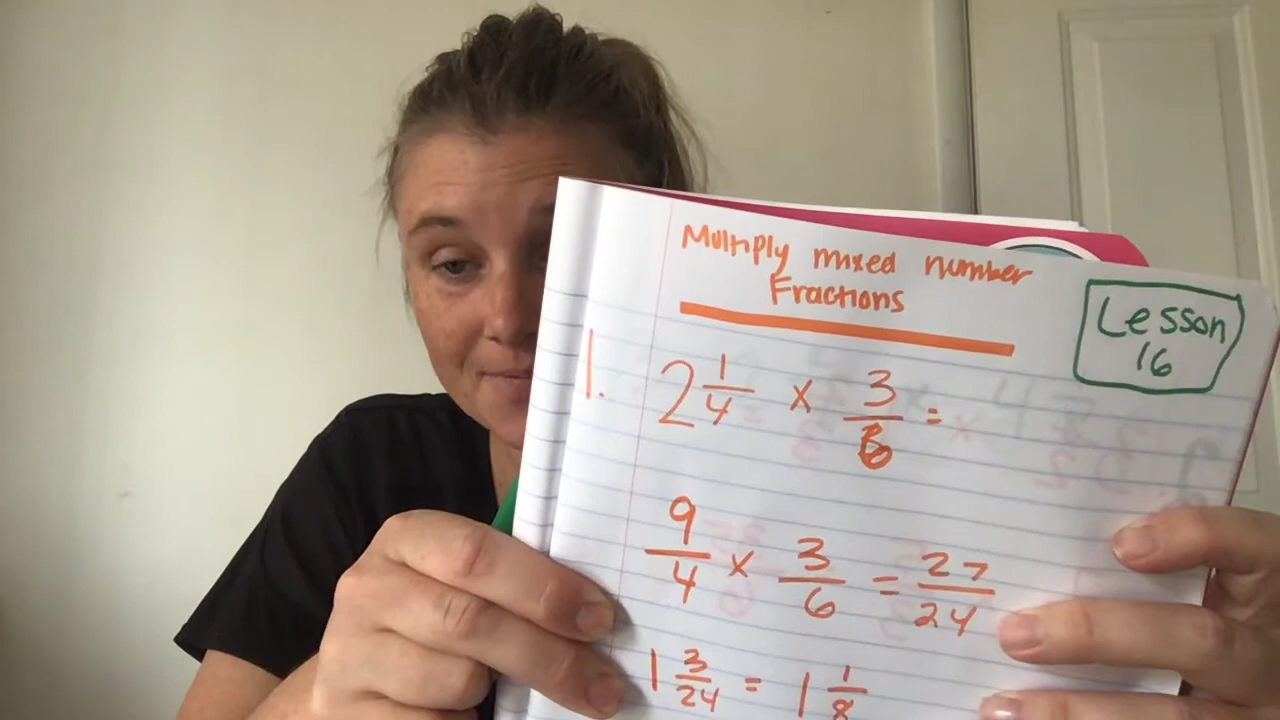 Multiply mixed number
Fractions
Lesson
16
1. 2 1/4 x 3/6 =
9/4 x 3/6 = 27/24
1 3/24 = 1 1/8